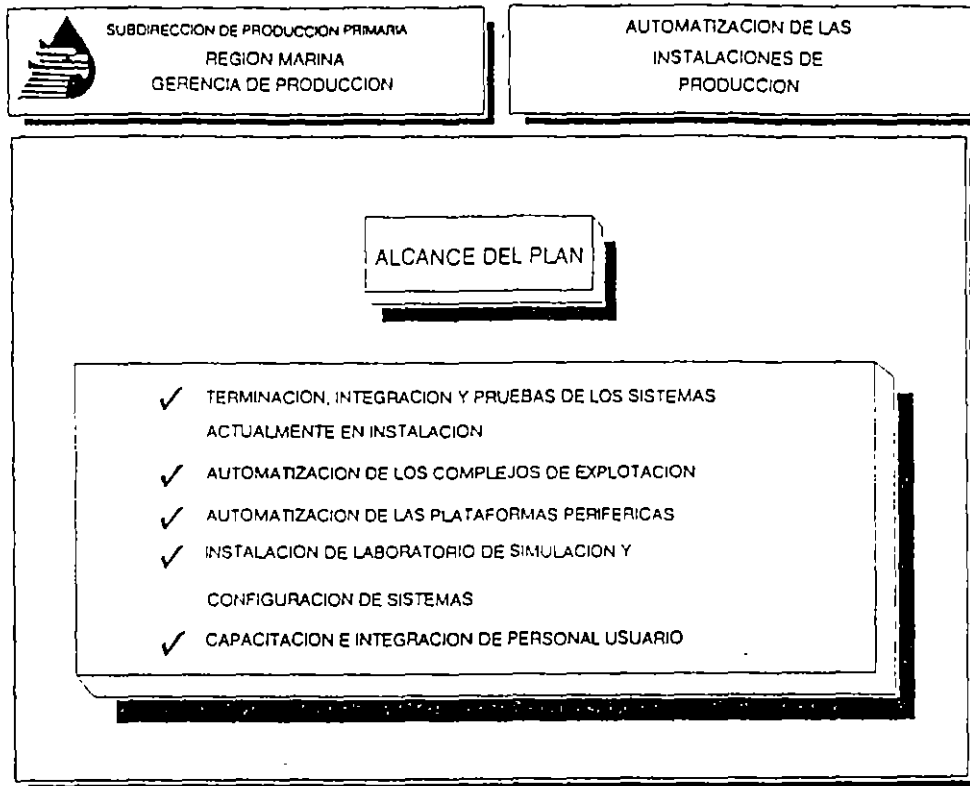 SUBDIRECCION DE PRODUCCION PRIMARIA
REGION MARINA
GERENCIA DE PRODUCCION
AUTOMATIZACION DE LAS
INSTALACIONES DE
PRODUCCION
ALCANCE DEL PLAN
✓ TERMINACION, INTEGRACION Y PRUEBAS DE LOS SISTEMAS
ACTUALMENTE EN INSTALACION
✓ AUTOMATIZACION DE LOS COMPLEJOS DE EXPLOTACION
✓ AUTOMATIZACION DE LAS PLATAFORMAS PERIFERICAS
✓ INSTALACION DE LABORATORIO DE SIMULACION Y
CONFIGURACION DE SISTEMAS
✓ CAPACITACION E INTEGRACION DE PERSONAL USUARIO